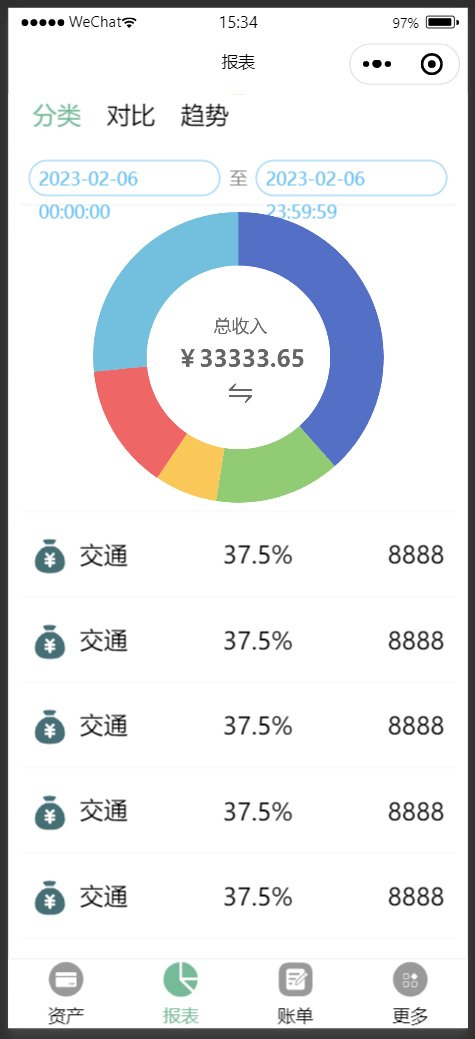 WeChat 15:34 97%
报表
分类 对比 趋势
2023-02-06 至 2023-02-06
00:00:00 23:59:59
总收入
¥33333.65
交通 37.5% 8888
交通 37.5% 8888
交通 37.5% 8888
交通 37.5% 8888
交通 37.5% 8888
资产 报表 账单 更多